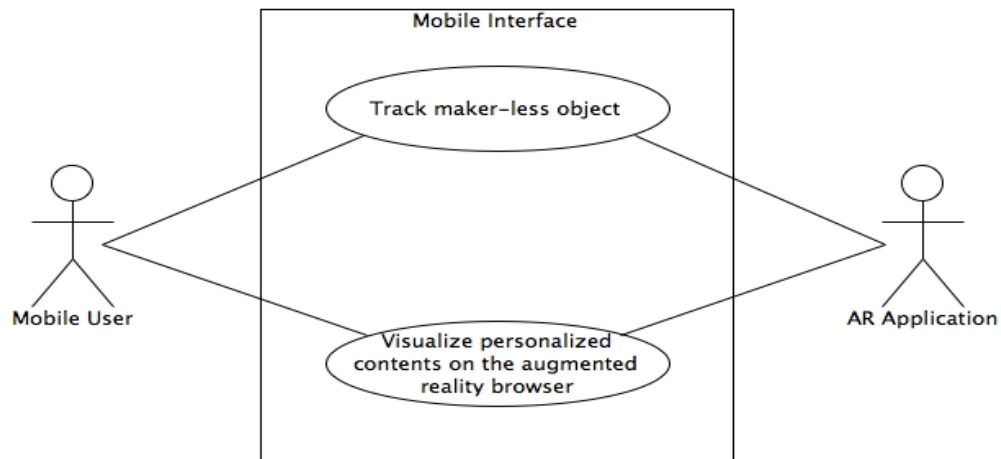 Mobile Interface
Track maker-less object
Mobile User
AR Application
Visualize personalized
contents on the augmented
reality browser